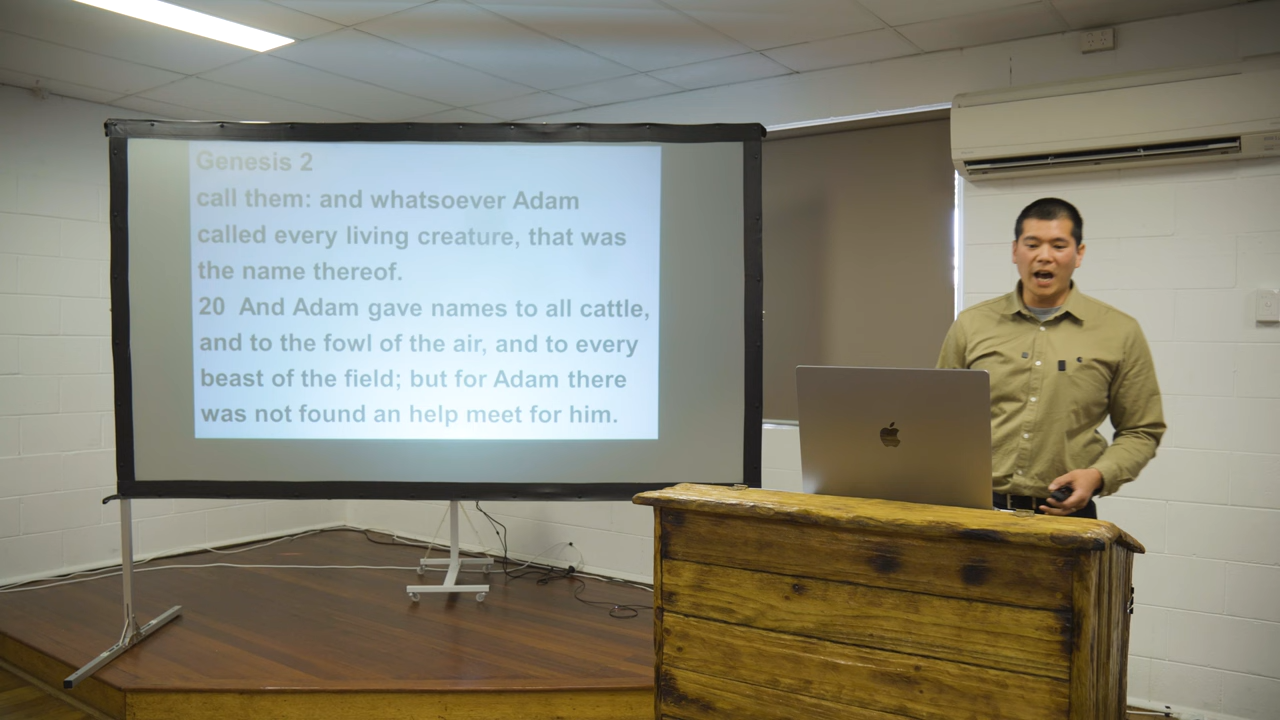 Genesis 2
call them: and whatsoever Adam
called every living creature, that was
the name thereof.
20 And Adam gave names to all cattle,
and to the fowl of the air, and to every
beast of the field; but for Adam there
was not found an help meet for him.